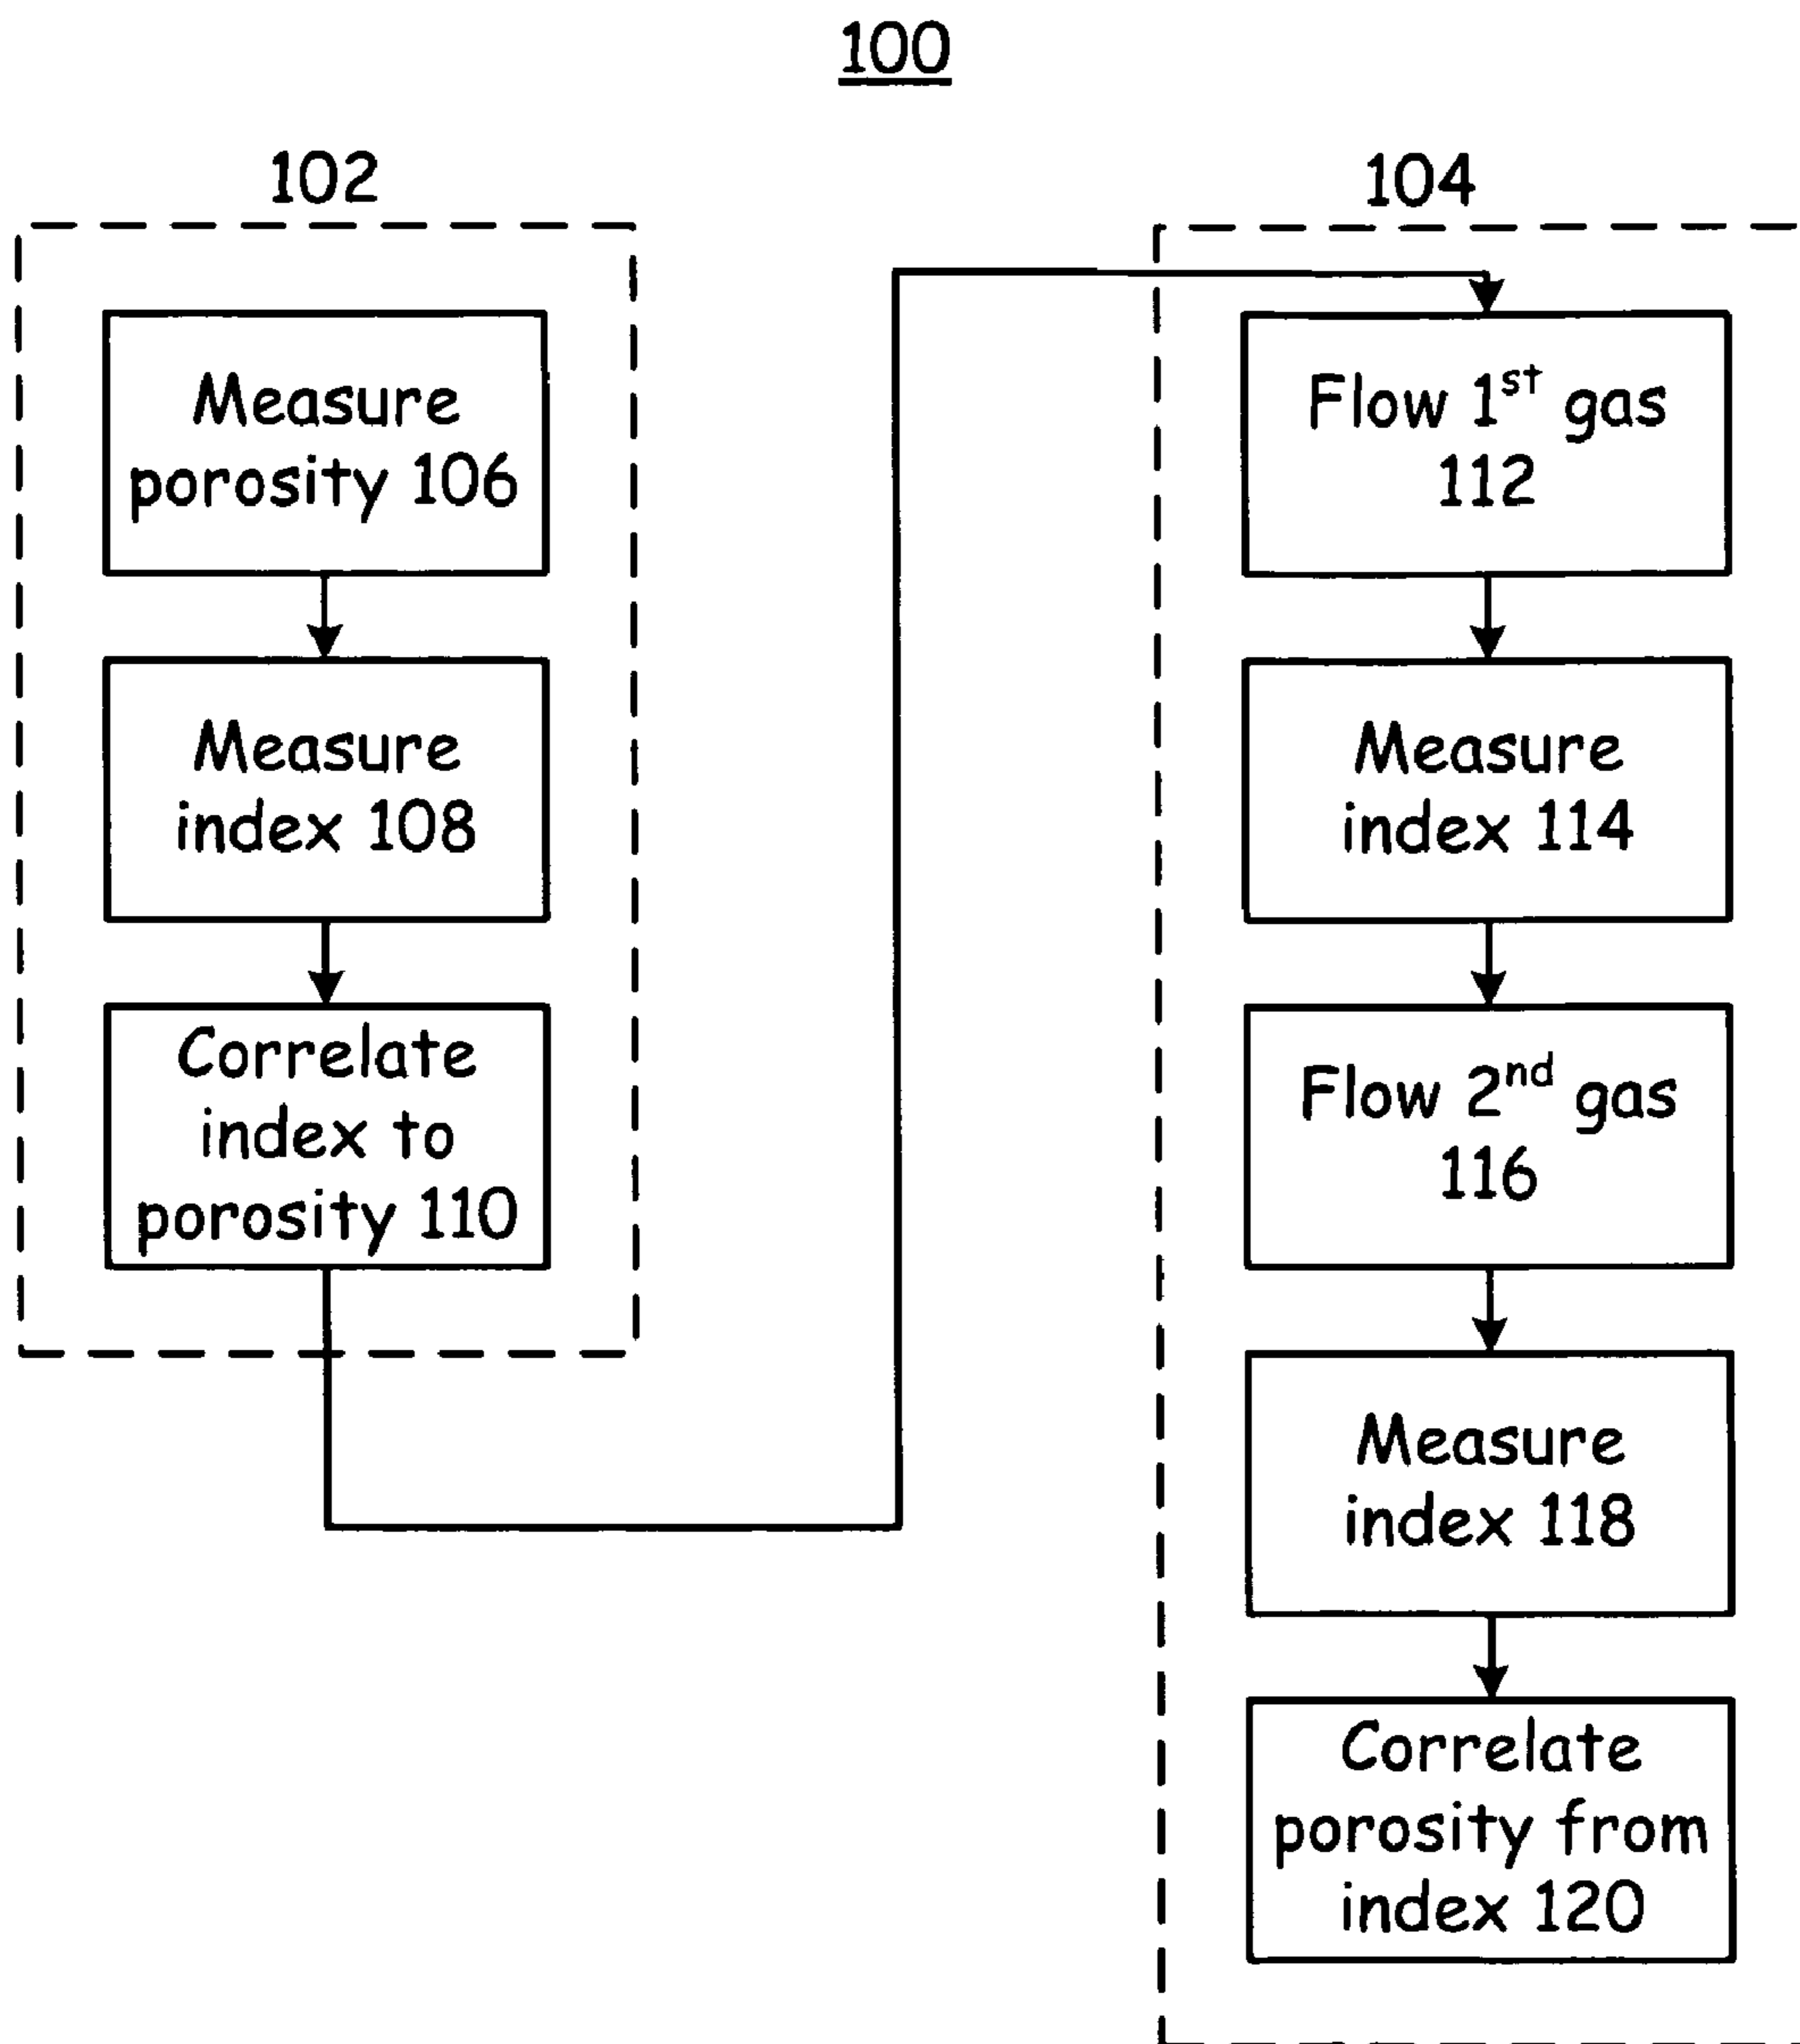 100
102
Measure
porosity 106
Measure
index 108
Correlate
index to
porosity 110
104
Flow 1st gas
112
Measure
index 114
Flow 2nd gas
116
Measure
index 118
Correlate
porosity from
index 120